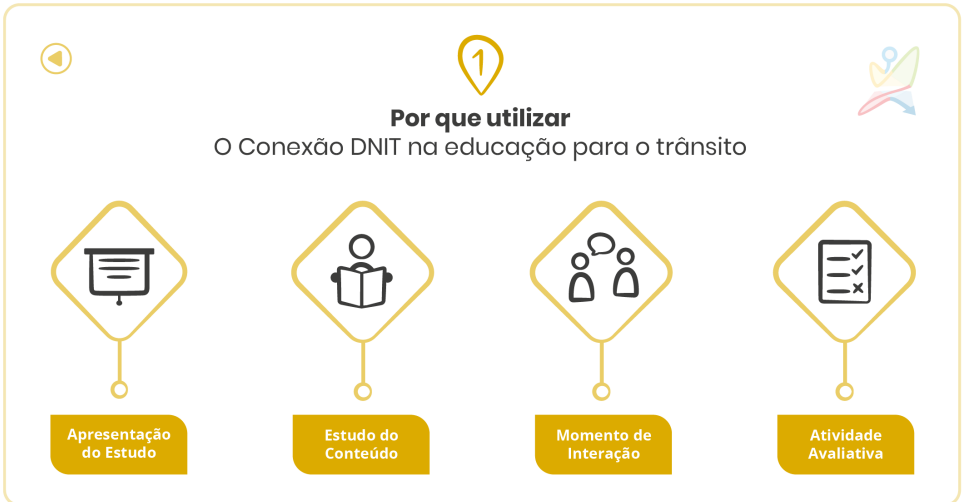 1
Por que utilizar
O Conexão DNIT na educação para o trânsito
Apresentação
do Estudo
Estudo do
Conteúdo
Momento de
Interação
Atividade
Avaliativa